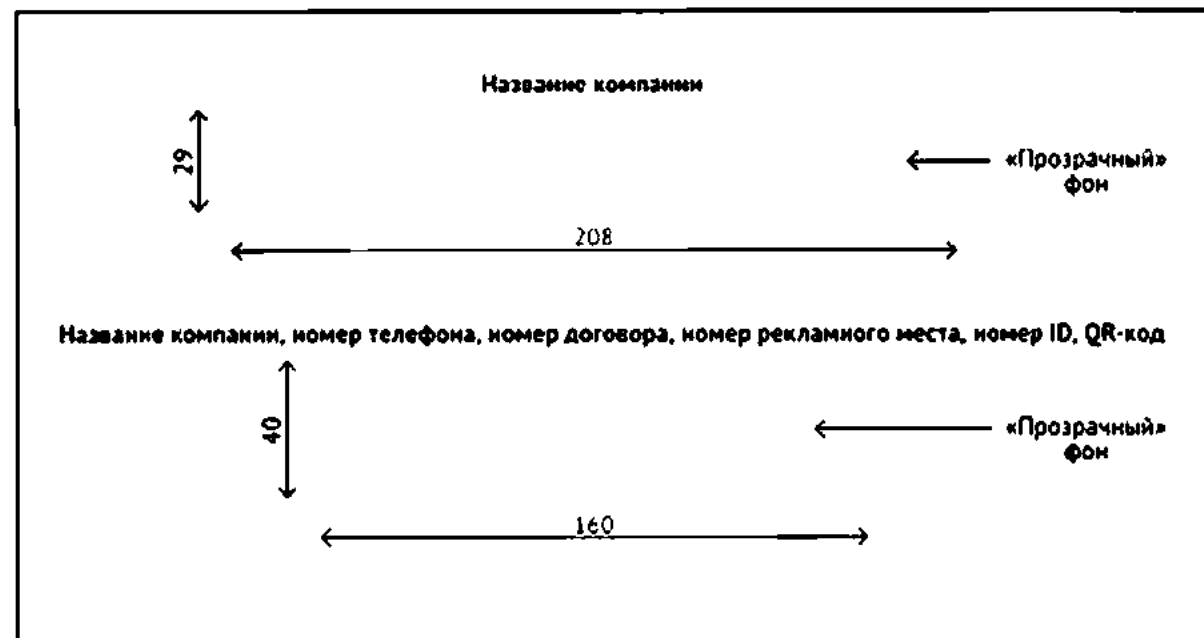 Название компании
29
«Прозрачный»
фон
208
Название компании, номер телефона, номер договора, номер рекламного места, номер ID, QR-код
40
«Прозрачный»
фон
160